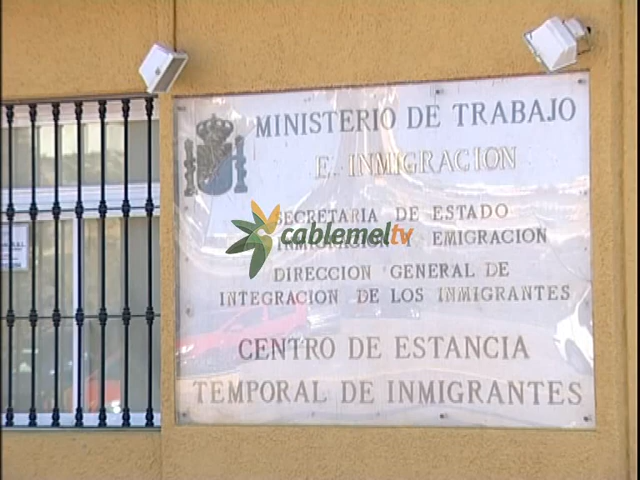 MINISTERIO DE TRABAJO
E INMIGRACION
SECRETARIA DE ESTADO
INMIGRACION Y EMIGRACION
cablemeltv
DIRECCION GENERAL DE
INTEGRACION DE LOS INMIGRANTES
CENTRO DE ESTANCIA
TEMPORAL DE INMIGRANTES